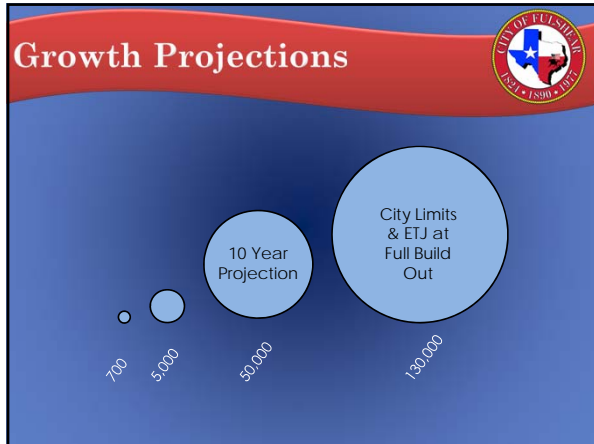 Growth Projections
CITY OF FULSHEAR
1824 • 1890 • 1977
10 Year
Projection
City Limits
& ETJ at
Full Build
Out
700
5,000
50,000
130,000